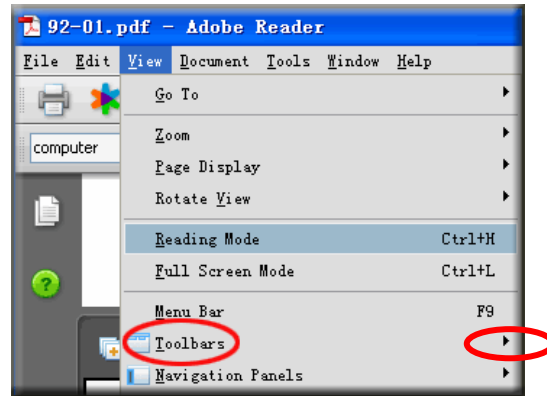 92-01.pdf - Adobe Reader
File Edit View Document Tools Window Help
Go To
computer
Zoom
Page Display
Rotate View
Reading Mode Ctrl+H
? Full Screen Mode Ctrl+L
Menu Bar F9
Toolbars
Navigation Panels